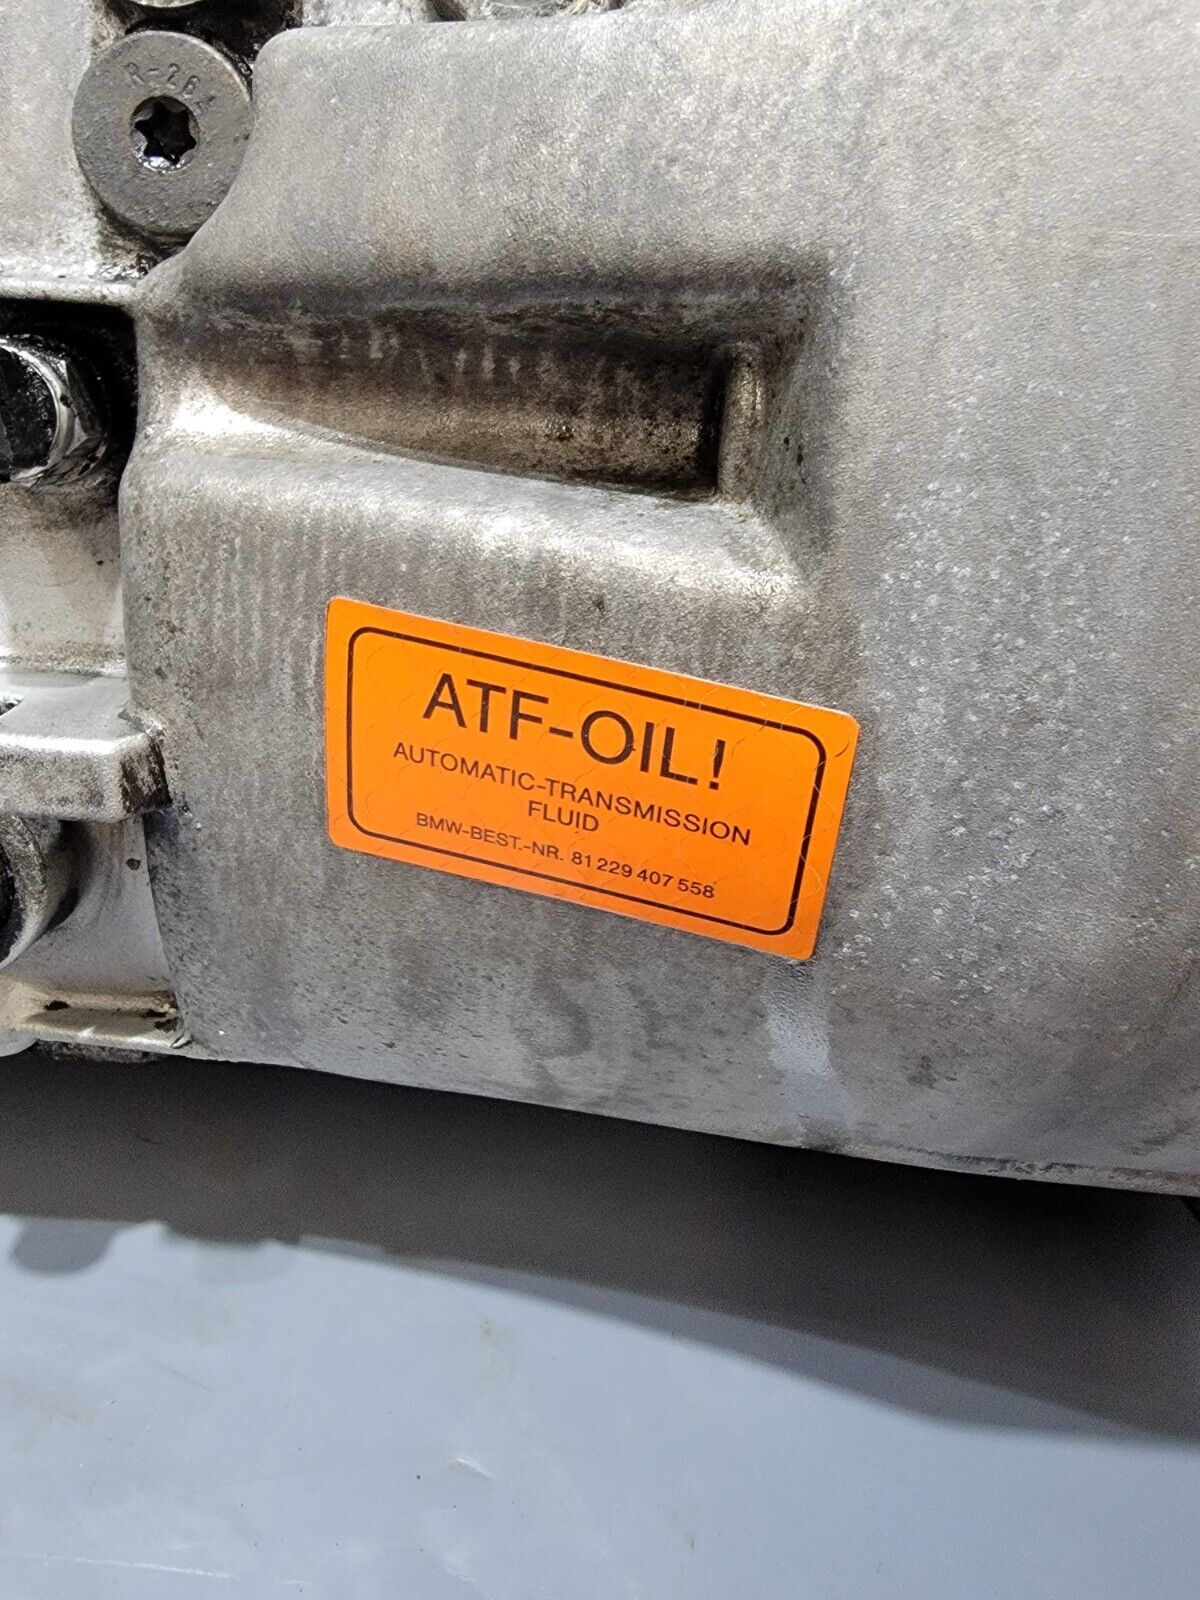 ATF-OIL!
AUTOMATIC-TRANSMISSION
FLUID
BMW-BEST.-NR. 81 229 407 558